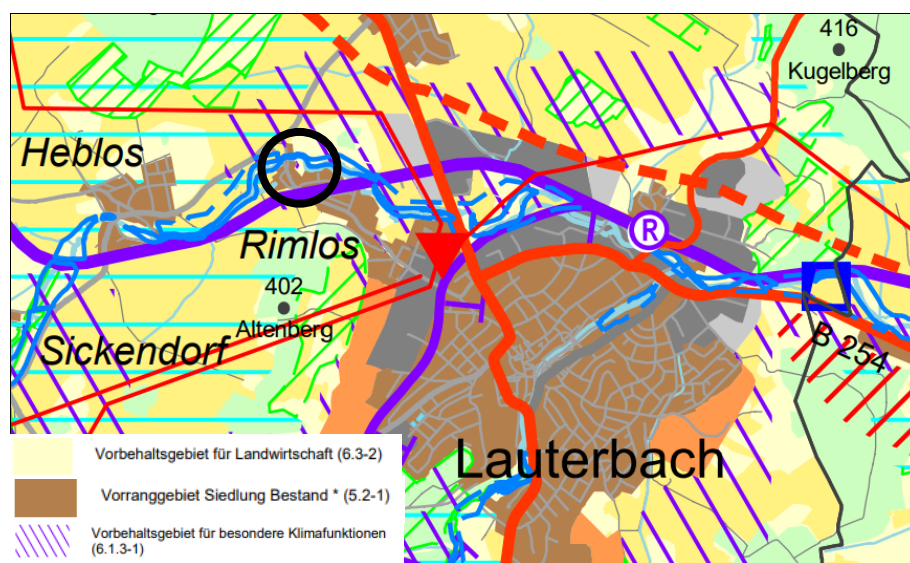 416
Kugelberg
Heblos
Rimlos
R
402
Altenberg
Sickendorf
B 254
Lauterbach
Vorbehaltsgebiet für Landwirtschaft (6.3-2)
Vorranggebiet Siedlung Bestand * (5.2-1)
Vorbehaltsgebiet für besondere Klimafunktionen
(6.1.3-1)